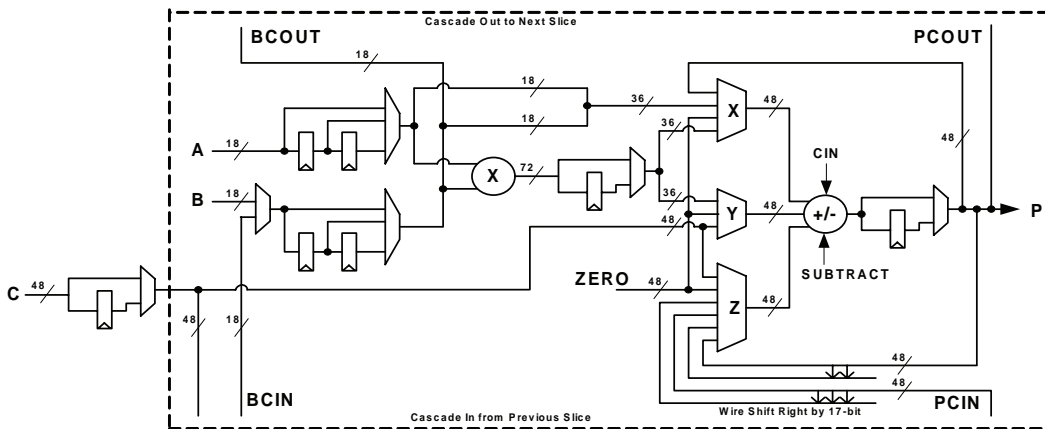 Cascade Out to Next Slice
BCOUT
PCOUT
18
18
36
48
X
36
48
18
A
18
CIN
X
72
B
18
36
Y
48
+/-
P
48
SUBTRACT
C
48
ZERO
48
Z
48
48
18
48
48
BCIN
Cascade In from Previous Slice
Wire Shift Right by 17-bit
PCIN